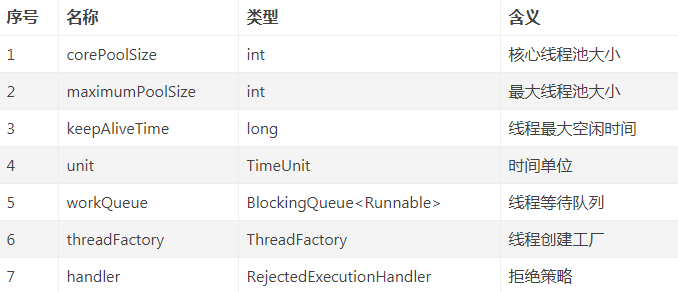 序号 名称 类型 含义
1 corePoolSize int 核心线程池大小
2 maximumPoolSize int 最大线程池大小
3 keepAliveTime long 线程最大空闲时间
4 unit TimeUnit 时间单位
5 workQueue BlockingQueue<Runnable> 线程等待队列
6 threadFactory ThreadFactory 线程创建工厂
7 handler RejectedExecutionHandler 拒绝策略